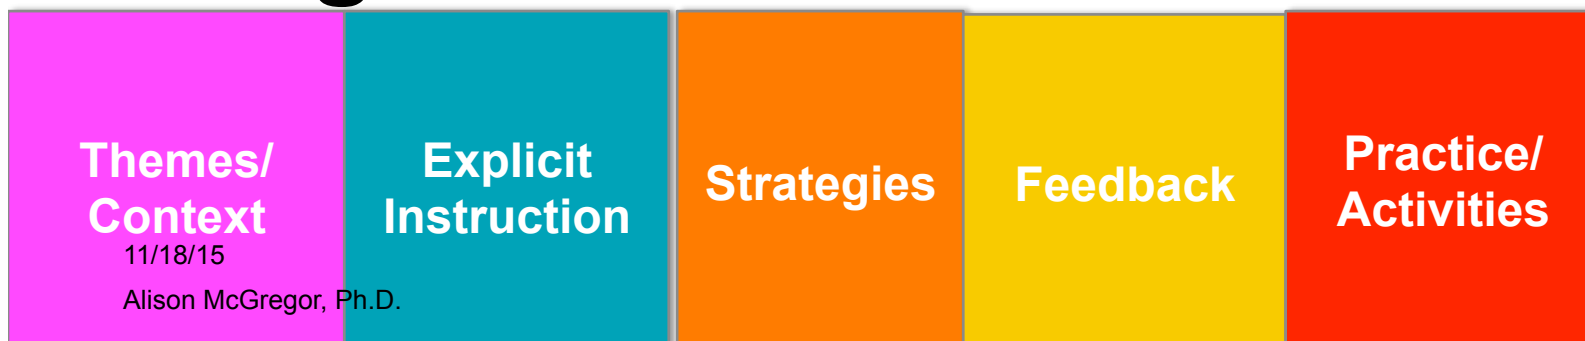 Themes/
Context
11/18/15
Alison McGregor, Ph.D.
Explicit
Instruction
Strategies
Feedback
Practice/
Activities